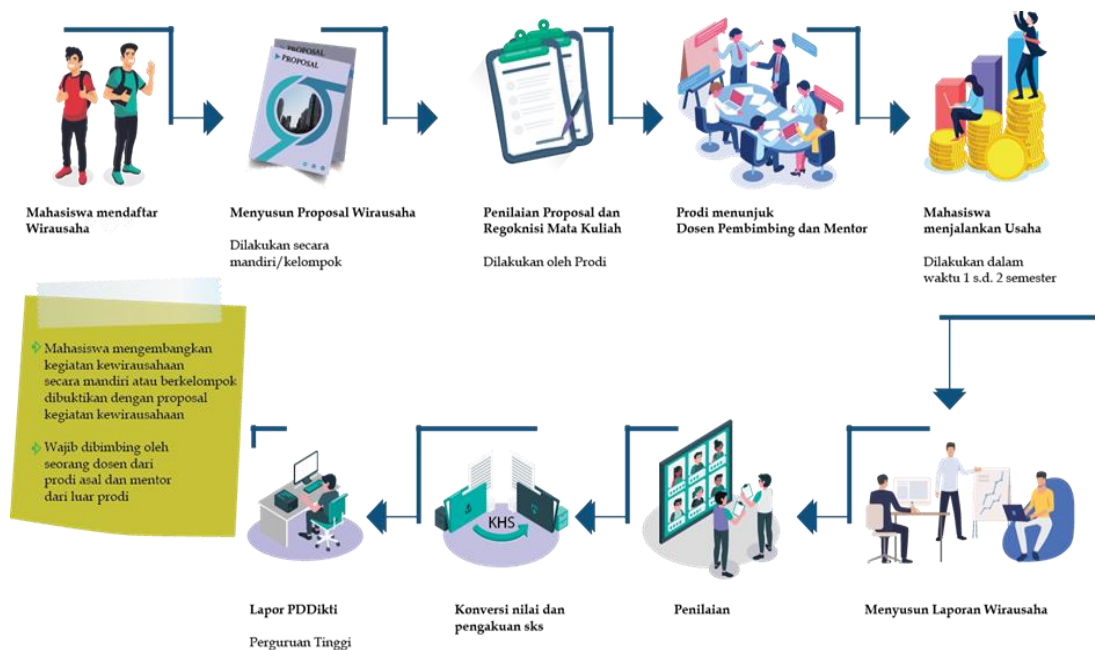 PROPOSAL
PROPOSAL
Mahasiswa mendaftar
Wirausaha
Menyusun Proposal Wirausaha
Dilakukan secara
mandiri/kelompok
Penilaian Proposal dan
Regoknisi Mata Kuliah
Dilakukan oleh Prodi
Prodi menunjuk
Dosen Pembimbing dan Mentor
Mahasiswa
menjalankan Usaha
Dilakukan dalam
waktu 1 s.d. 2 semester
Mahasiswa mengembangkan
kegiatan kewirausahaan
secara mandiri atau berkelompok
dibuktikan dengan proposal
kegiatan kewirausahaan
Wajib dibimbing oleh
seorang dosen dari
prodi asal dan mentor
dari luar prodi
KHS
Lapor PDDikti
Perguruan Tinggi
Konversi nilai dan
pengakuan sks
Penilaian
Menyusun Laporan Wirausaha